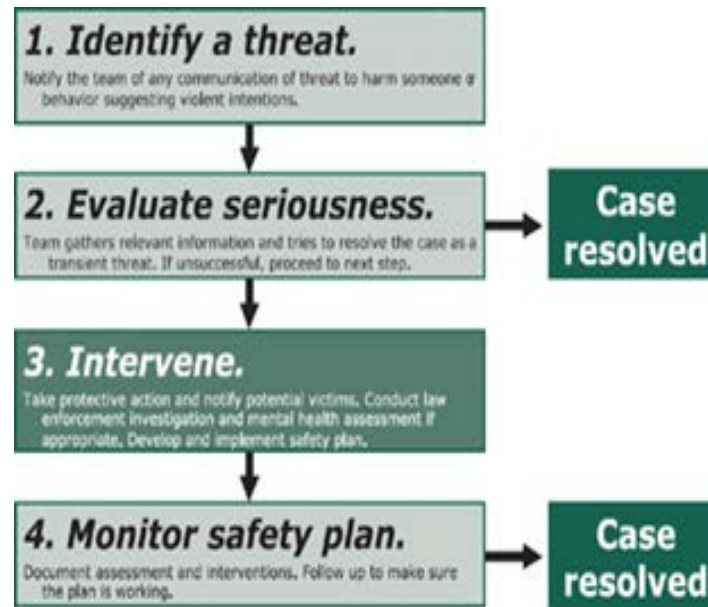 1. Identify a threat.
Notify the team of any communication of threat to harm someone or
behavior suggesting violent intentions.
2. Evaluate seriousness.
Team gathers relevant information and tries to resolve the case as a
transient threat. If unsuccessful, proceed to next step.
Case
resolved
3. Intervene.
Take protective action and notify potential victims. Conduct law
enforcement investigation and mental health assessment if
appropriate. Develop and implement safety plan.
4. Monitor safety plan.
Document assessment and interventions. Follow up to make sure
the plan is working.
Case
resolved